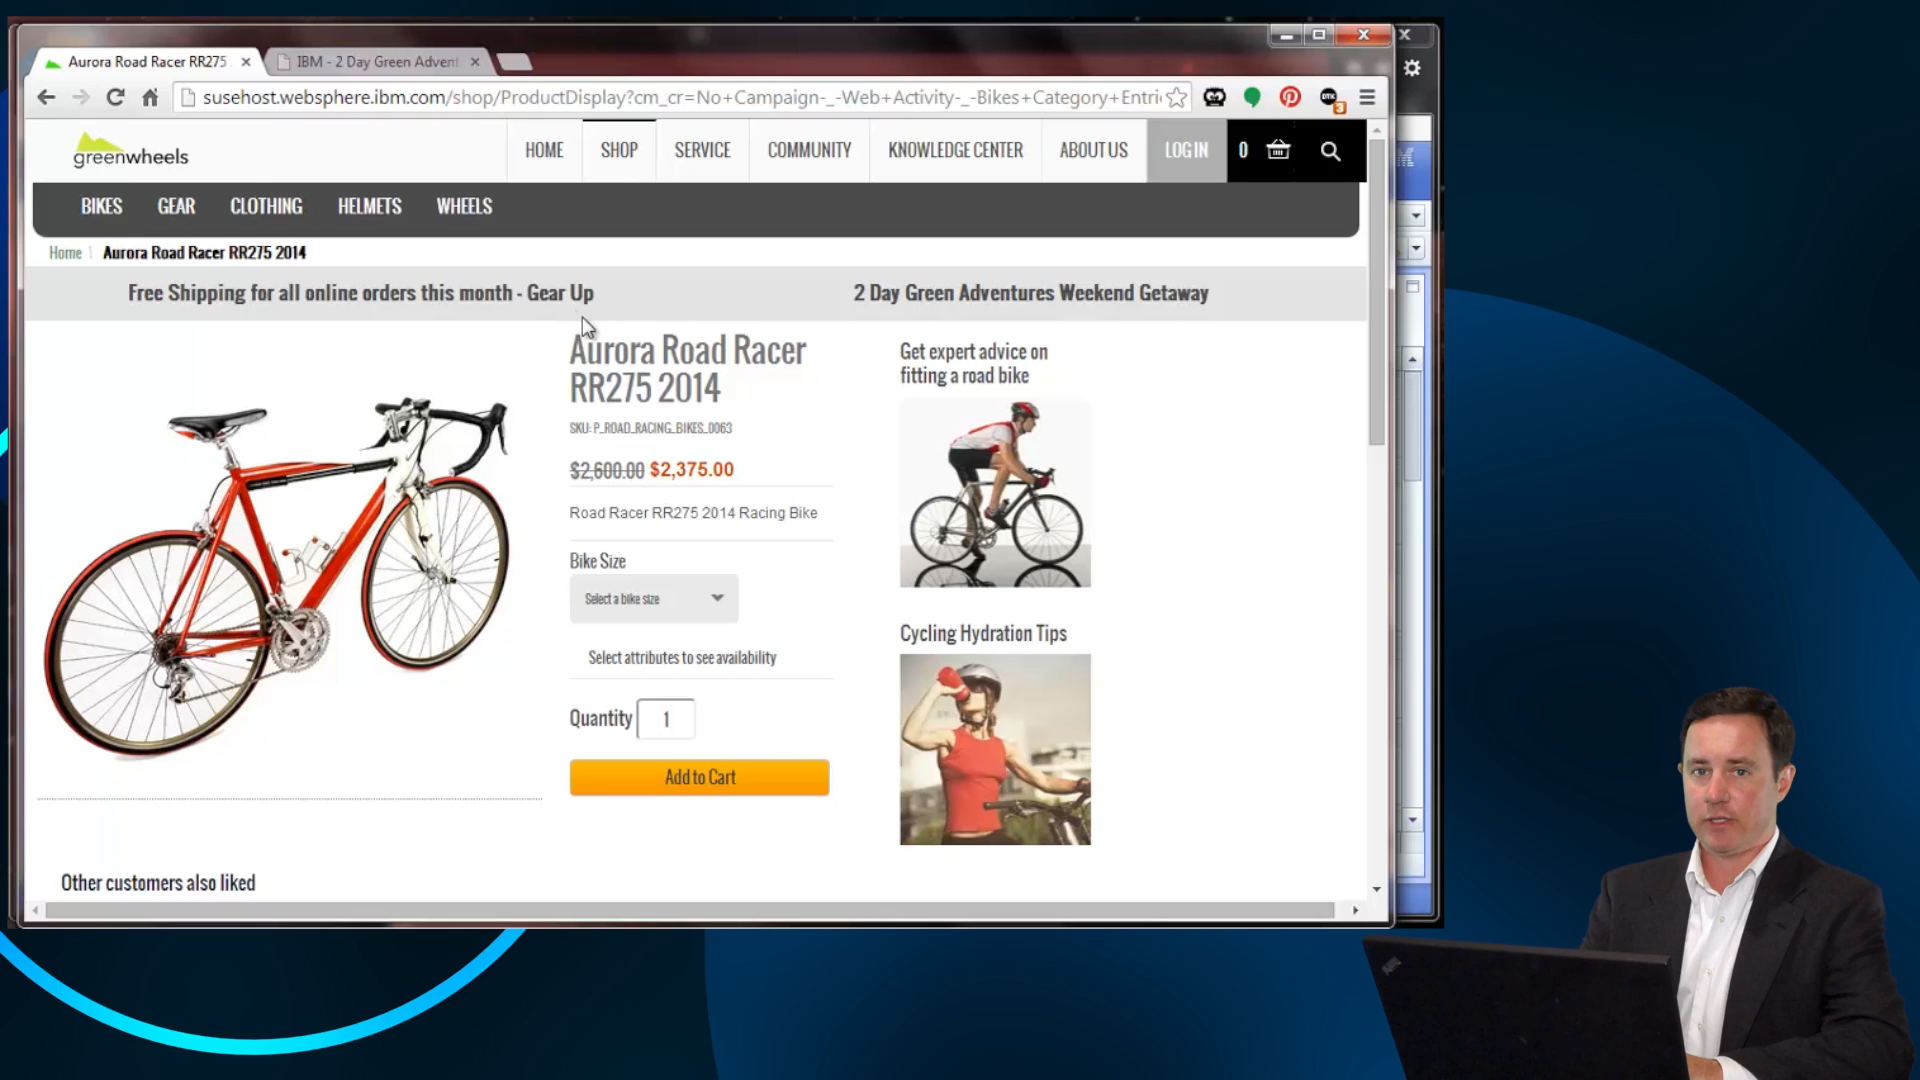 Aurora Road Racer RR275
IBM - 2 Day Green Advent
susehost.websphere.ibm.com/shop/ProductDisplay?cm_cr=No+Campaign-_-Web+Activity-_-Bikes+Category+Entri
DTK
3
greenwheels
HOME
SHOP
SERVICE
COMMUNITY
KNOWLEDGE CENTER
ABOUT US
LOG IN
0
BIKES
GEAR
CLOTHING
HELMETS
WHEELS
Home \ Aurora Road Racer RR275 2014
Free Shipping for all online orders this month - Gear Up
2 Day Green Adventures Weekend Getaway
Aurora Road Racer
RR275 2014
SKU: P_ROAD_RACING_BIKES_0063
$2,600.00 $2,375.00
Road Racer RR275 2014 Racing Bike
Bike Size
Select a bike size
Select attributes to see availability
Quantity 1
Add to Cart
Get expert advice on
fitting a road bike
Cycling Hydration Tips
Other customers also liked